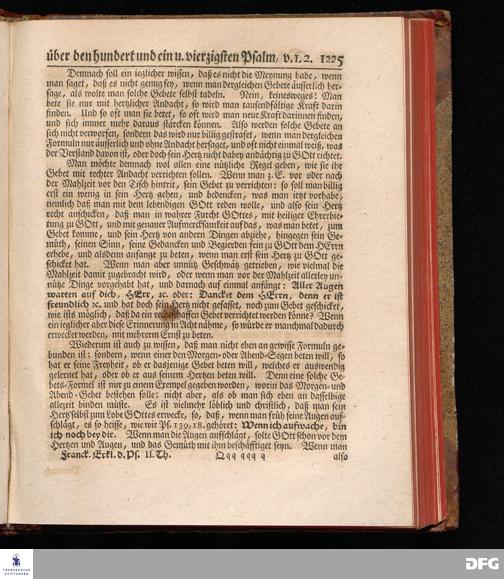 über den hundert und ein u. vierzigsten Psalm, v. 1. 2. 1225
Demnach soll ein ieglicher wissen, daß es nicht die Meynung habe, wenn
man saget, daß es nicht genug sey, wenn man dergleichen Gebete äusserlich her-
sage, als wolte man solche Gebete selbst tadeln. Nein, keinesweges! Man
bete sie nur mit hertzlicher Andacht, so wird man tausendfältige Kraft darin
finden. Und so oft man sie betet, so oft wird man neue Kraft darinnen finden,
und sich immer mehr daraus stärcken können. Also werden solche Gebete an
sich nicht verworfen, sondern das wird nur billig gestrafet, wenn man dergleichen
Formuln nur äusserlich und ohne Andacht hersaget, und oft nicht einmal weiß, was
der Verstand davon ist, oder doch sein Hertz nicht dabey andächtig zu GOtt richtet.
Man möchte demnach wol allen eine nützliche Regel geben, wie sie ihr
Gebet mit rechter Andacht verrichten sollen. Wenn man z. E. vor oder nach
der Mahlzeit vor den Tisch hintrit, sein Gebet zu verrichten: so soll man billig
erst ein wenig in sein Hertz gehen, und bedencken, was man ietzt vorhabe,
nemlich daß man mit dem lebendigen GOtt reden wolle, und also sein Hertz
recht anschicken, daß man in wahrer Furcht GOttes, mit heiliger Ehrerbie-
tung zu GOtt, und mit genauer Aufmercksamkeit auf das, was man betet, zum
Gebet komme, und sein Hertz von andern Dingen abziehe, hingegen sein Ge-
müth, seinen Sinn, seine Gedancken und Begierden fein zu GOtt dem HErrn
erhebe, und alsdenn anfange zu beten, wenn man erst sein Hertz zu GOtt ge-
schicket hat. Wenn man aber unnütz Geschwätz getrieben, wie vielmal die
Mahlzeit damit zugebracht wird, oder wenn man vor der Mahlzeit allerley un-
nütze Dinge vorgehabt hat, und darnach auf einmal anfängt: Aller Augen
warten auf dich, HErr, ꝛc. oder: Dancket dem HErrn, denn er ist
freundlich ꝛc. und hat doch sein Hertz nicht gefasset, noch zum Gebet geschicket,
wie ists möglich, daß da ein rechtschaffen Gebet verrichtet werden könne? Wenn
ein ieglicher aber diese Erinnerung in Acht nähme, so würde er manchmal dadurch
erwecket werden, mit mehrerm Ernst zu beten.
Wiederum ist auch zu wissen, daß man nicht eben an gewisse Formuln ge-
bunden ist: sondern, wenn einer den Morgen- oder Abend-Segen beten will, so
hat er seine Freyheit, ob er dasjenige Gebet beten will, welches er auswendig
gelernet hat, oder ob er aus seinem Hertzen beten will. Denn eine solche Ge-
bets-Formel ist nur zu einem Exempel gegeben worden, worin das Morgen- und
Abend-Gebet bestehen solle; nicht aber, als ob man sich eben an dasselbige
allezeit binden müste. Es ist vielmehr löblich und christlich, daß man sein
Hertz selbst zum Lobe GOttes erwecke, so, daß, wenn man früh seine Augen auf-
schlägt, es so heisse, wie wir Ps. 139, 18. gehöret: Wenn ich aufwache, bin
ich noch bey dir. Wenn man die Augen aufschlägt, solte GOtt schon vor dem
Hertzen und Augen, und das Gemüth mit ihm beschäfftiget seyn. Wenn man
Franck. Erkl. d. Ps. II. Th. Qqq qqq q also
FRANCKESCHE STIFTUNGEN
DFG